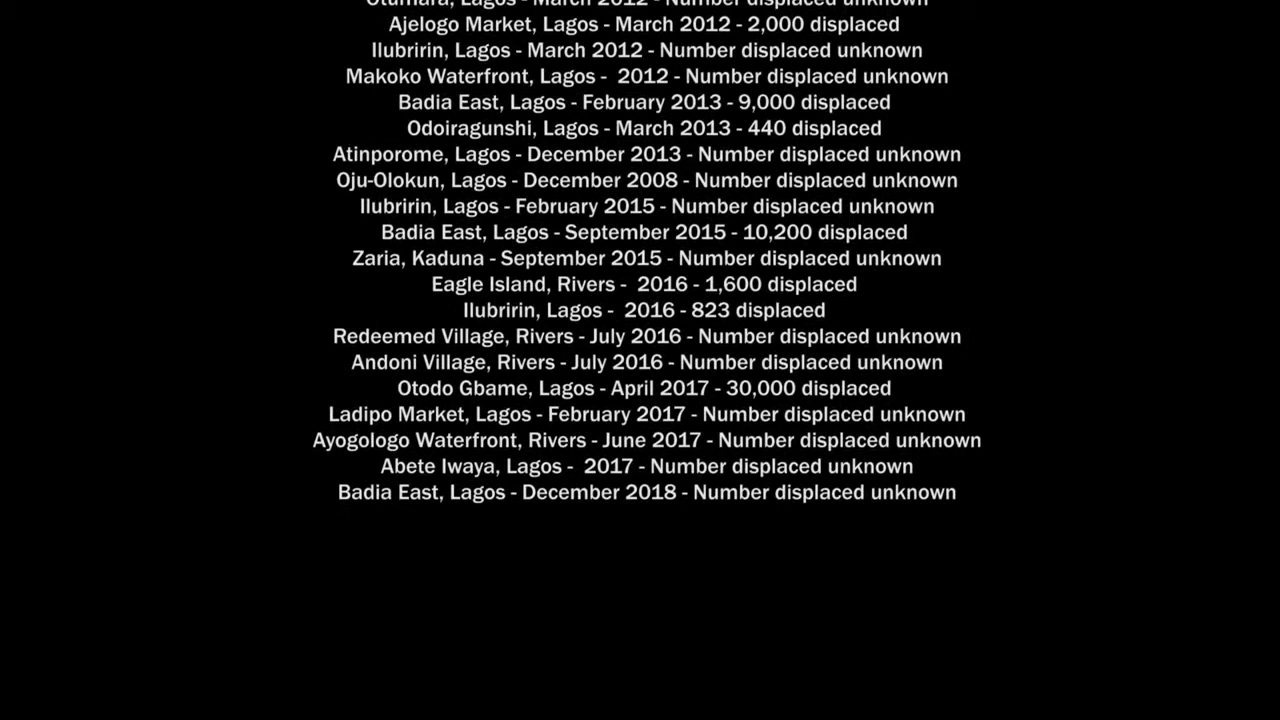 Otumara, Lagos - March 2012 - Number displaced unknown
Ajelogo Market, Lagos - March 2012 - 2,000 displaced
Ilubririn, Lagos - March 2012 - Number displaced unknown
Makoko Waterfront, Lagos -  2012 - Number displaced unknown
Badia East, Lagos - February 2013 - 9,000 displaced
Odoiragunshi, Lagos - March 2013 - 440 displaced
Atinporome, Lagos - December 2013 - Number displaced unknown
Oju-Olokun, Lagos - December 2008 - Number displaced unknown
Ilubririn, Lagos - February 2015 - Number displaced unknown
Badia East, Lagos - September 2015 - 10,200 displaced
Zaria, Kaduna - September 2015 - Number displaced unknown
Eagle Island, Rivers -  2016 - 1,600 displaced
Ilubririn, Lagos -  2016 - 823 displaced
Redeemed Village, Rivers - July 2016 - Number displaced unknown
Andoni Village, Rivers - July 2016 - Number displaced unknown
Otodo Gbame, Lagos - April 2017 - 30,000 displaced
Ladipo Market, Lagos - February 2017 - Number displaced unknown
Ayogologo Waterfront, Rivers - June 2017 - Number displaced unknown
Abete Iwaya, Lagos -  2017 - Number displaced unknown
Badia East, Lagos - December 2018 - Number displaced unknown